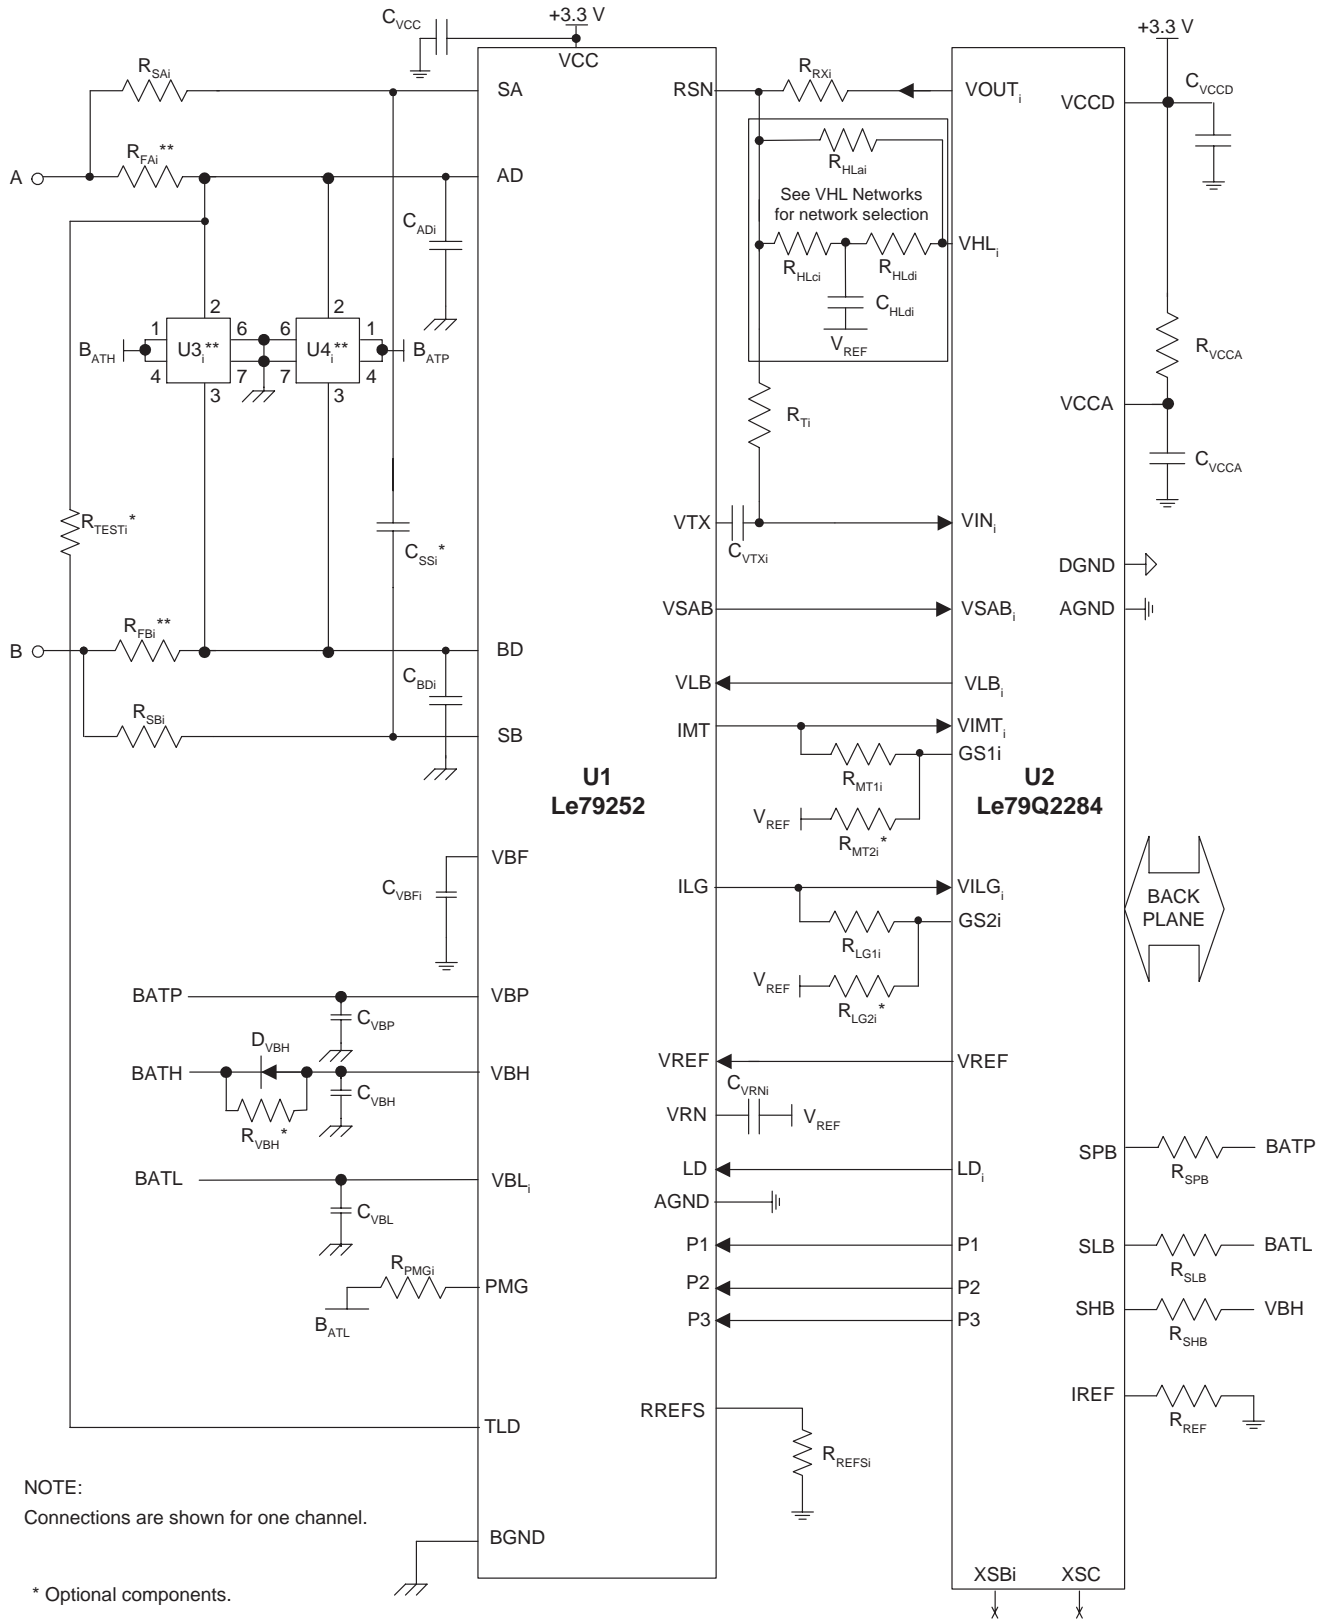 C_VCC
+3.3 V
VCC
+3.3 V
R_SAi
SA
RSN
R_RXi
VOUT_i
VCCD
C_VCCD
R_FAi**
A
AD
R_HLai
See VHL Networks
for network selection
C_ADi
VHL_i
R_HLci
R_HLdi
C_HLdi
V_REF
2
2
1
6
6
1
B_ATH
U3_i**
U4_i**
B_ATP
4
7
7
4
3
3
R_VCCA
VCCA
R_Ti
C_VCCA
R_TESTi*
C_SSi*
VTX
C_VTXi
VIN_i
DGND
VSAB
VSAB_i
AGND
R_FBi**
B
BD
C_BDi
VLB
VLB_i
R_SBi
SB
IMT
VIMT_i
GS1i
R_MT1i
U1
Le79252
U2
Le79Q2284
V_REF
R_MT2i*
VBF
C_VBFi
ILG
VILG_i
GS2i
R_LG1i
BACK
PLANE
V_REF
R_LG2i*
BATP
VBP
C_VBP
D_VBH
BATH
VBH
C_VBH
R_VBH*
VREF
VREF
C_VRNi
VRN
V_REF
SPB
R_SPB
BATP
BATL
VBL_i
C_VBL
LD
LD_i
AGND
P1
P1
SLB
R_SLB
BATL
R_PMGi
PMG
B_ATL
P2
P2
P3
P3
SHB
R_SHB
VBH
IREF
R_REF
RREFS
R_REFSi
TLD
NOTE:
Connections are shown for one channel.
BGND
XSBi
XSC
* Optional components.